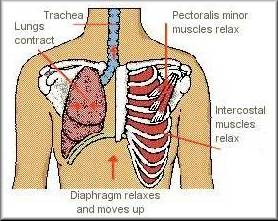 Trachea
Lungs
contract
Pectoralis minor
muscles relax
Intercostal
muscles
relax
Diaphragm relaxes
and moves up